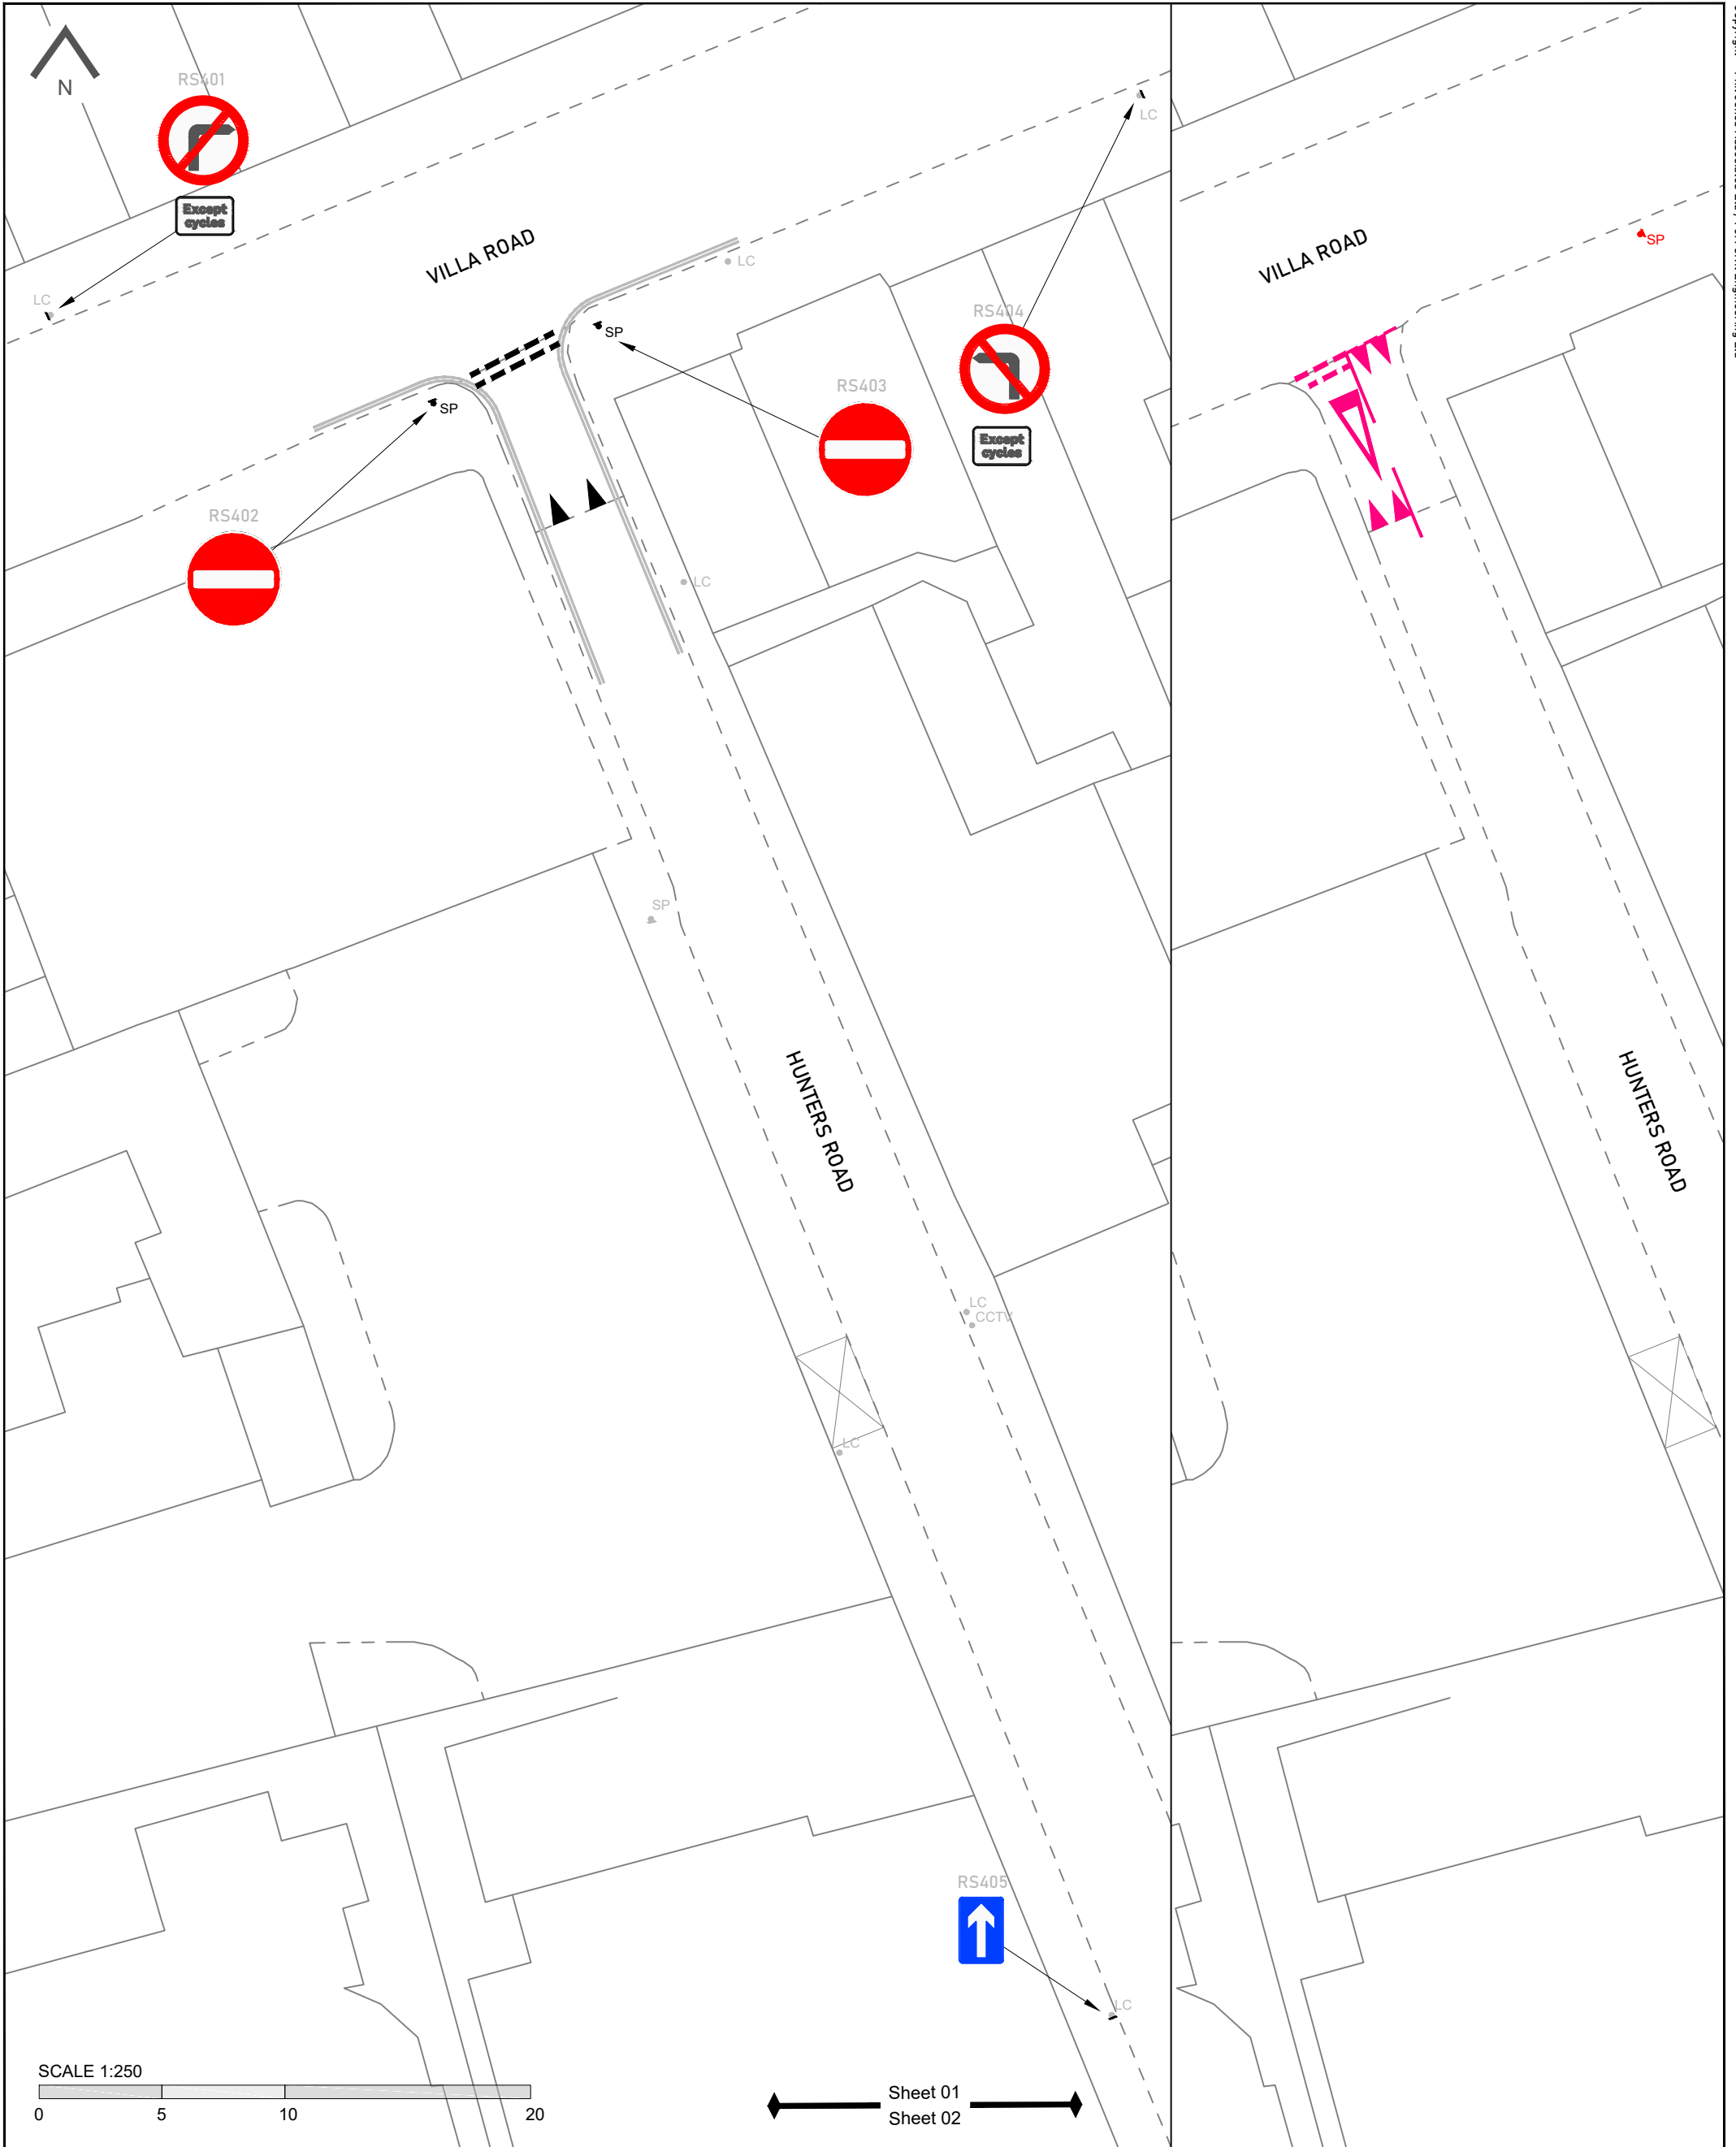 N
RS401
Except
cycles
LC
VILLA ROAD
LC
LC
SP
SP
RS402
RS403
RS404
Except
cycles
LC
SP
HUNTERS ROAD
LC
CCTV
LC
RS405
LC
SCALE 1:250
0 5 10 20
Sheet 01
Sheet 02
VILLA ROAD
SP
HUNTERS ROAD